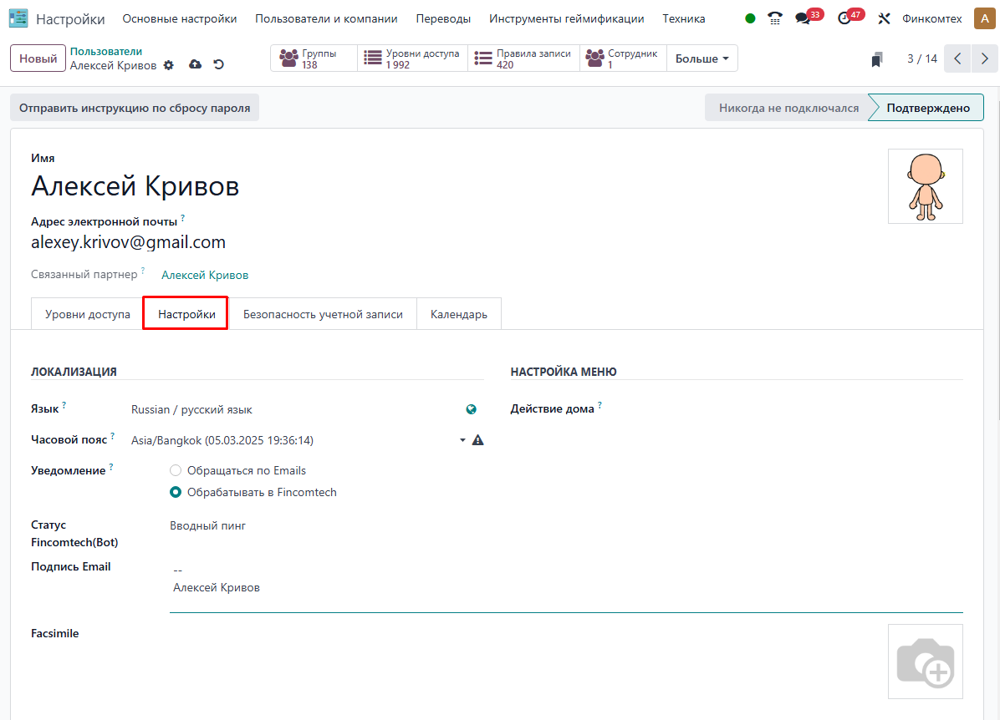 Настройки Основные настройки Пользователи и компании Переводы Инструменты геймификации Техника 33 47 Финкомтех A
Новый Пользователи Группы Уровни доступа Правила записи Сотрудник Больше 3 / 14
Алексей Кривов 138 1 992 420 1
Отправить инструкцию по сбросу пароля Никогда не подключался Подтверждено
Имя
Алексей Кривов
Адрес электронной почты ?
alexey.krivov@gmail.com
Связанный партнер ? Алексей Кривов
Уровни доступа Настройки Безопасность учетной записи Календарь
ЛОКАЛИЗАЦИЯ НАСТРОЙКА МЕНЮ
Язык ? Russian / русский язык Действие дома ?
Часовой пояс ? Asia/Bangkok (05.03.2025 19:36:14)
Уведомление ? Обращаться по Emails
Обрабатывать в Fincomtech
Статус Вводный пинг
Fincomtech(Bot)
Подпись Email --
Алексей Кривов
Facsimile